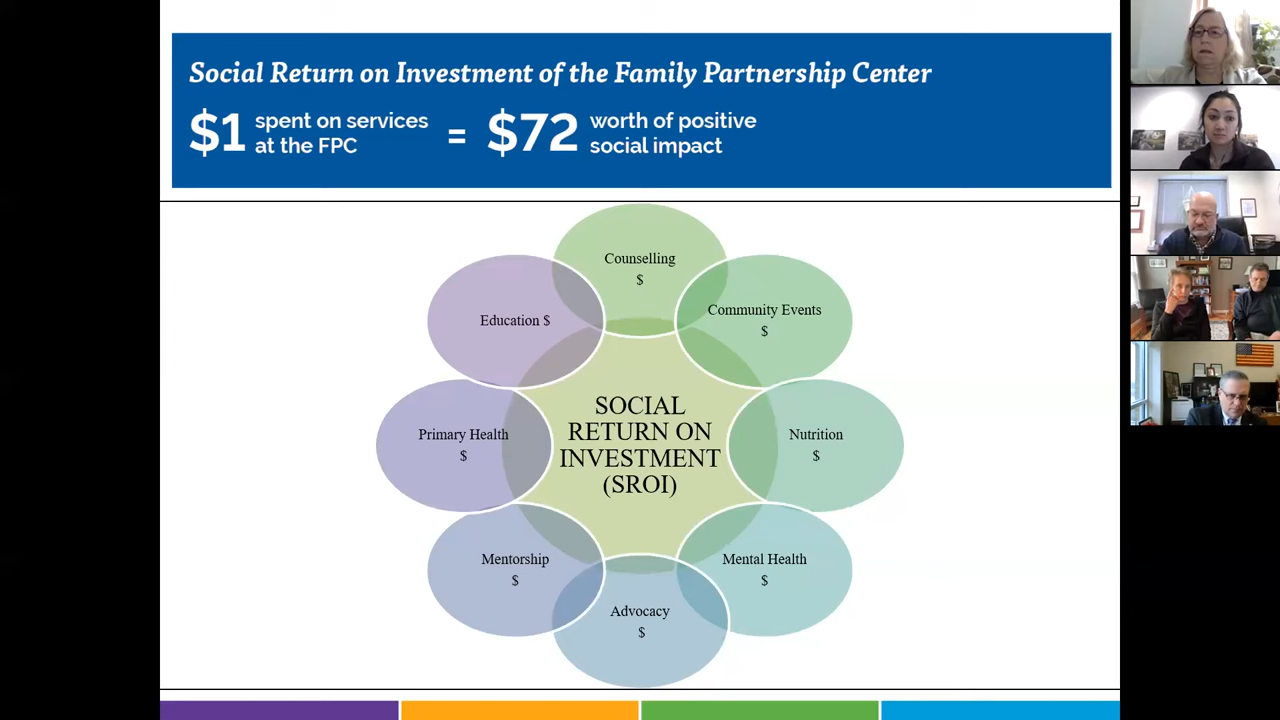 Social Return on Investment of the Family Partnership Center
$1 spent on services
at the FPC
=
$72 worth of positive
social impact
Counselling
$
Community Events
$
Nutrition
$
Mental Health
$
Advocacy
$
Mentorship
$
Primary Health
$
Education $
SOCIAL
RETURN ON
INVESTMENT
(SROI)